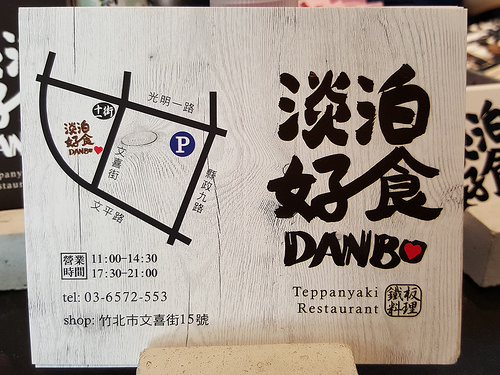 淡泊
好食
DANBO
Teppanyaki
Restaurant
鐵板
料理
光明一路
十街
淡泊
好食
DANBO
P
文喜街
縣政九路
文平路
營業
時間
11:00-14:30
17:30-21:00
tel: 03-6572-553
shop: 竹北市文喜街15號